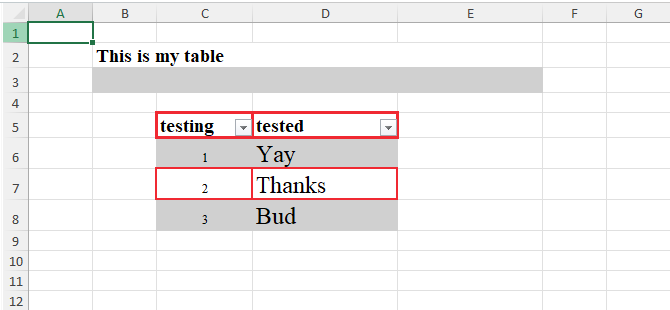 A B C D E F G
1
2 This is my table
3
4
5 testing tested
6 1 Yay
7 2 Thanks
8 3 Bud
9
10
11
12